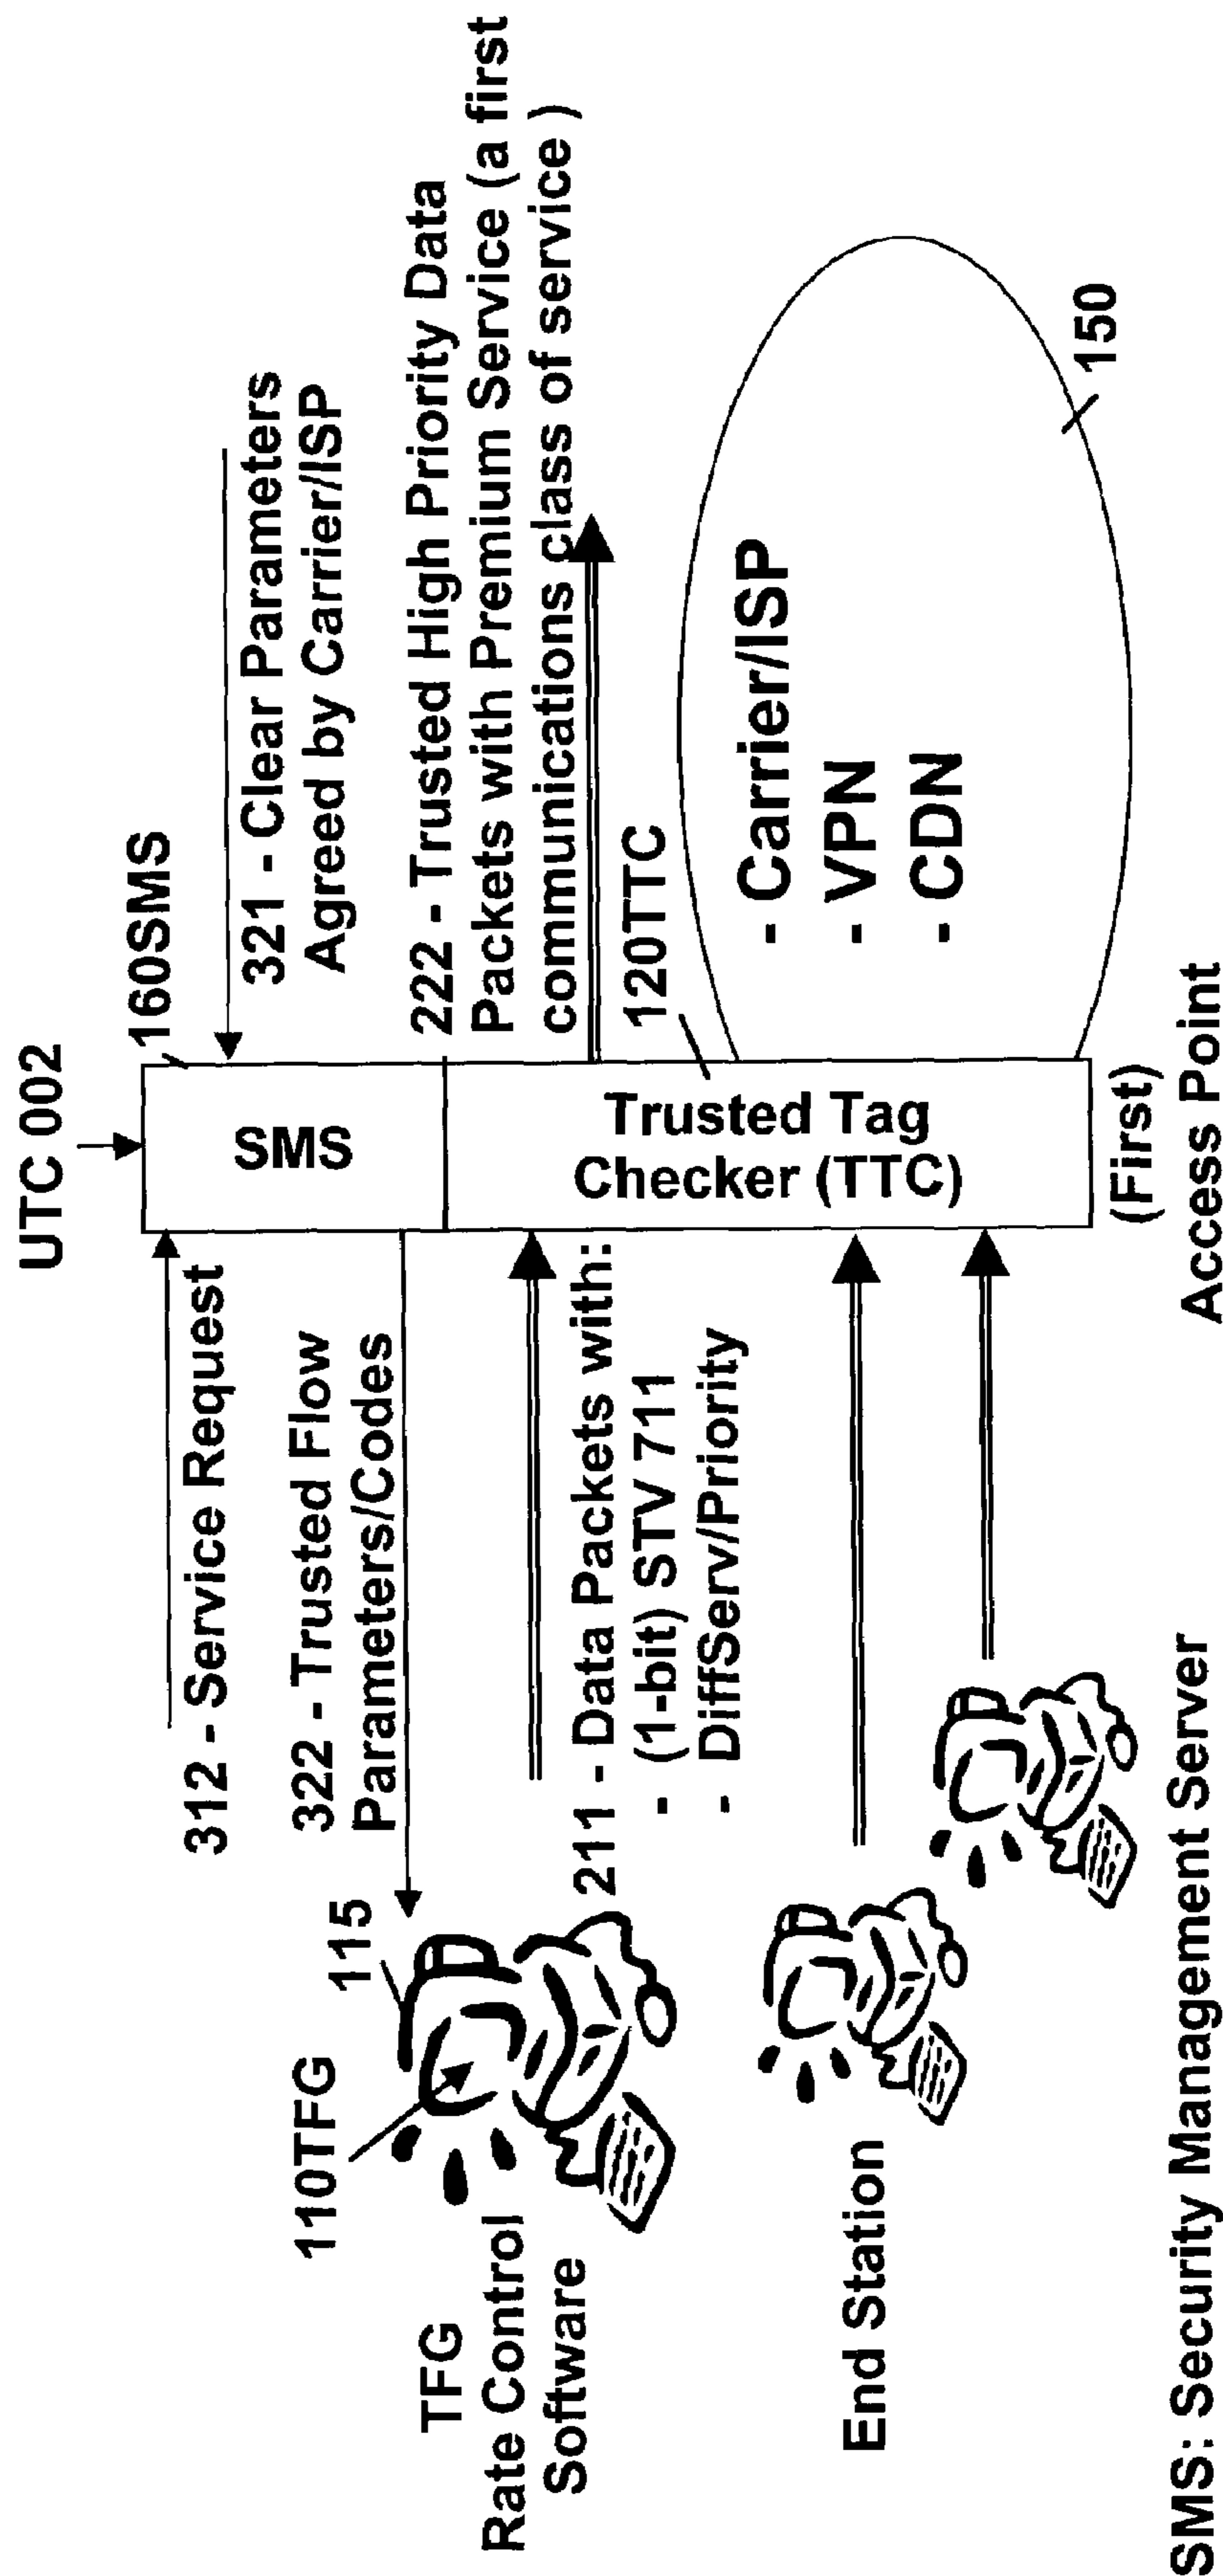 UTC 002
160SMS
312 - Service Request
321 - Clear Parameters
Agreed by Carrier/ISP
SMS
322 - Trusted Flow
Parameters/Codes
222 - Trusted High Priority Data
Packets with Premium Service (a first
communications class of service )
110TFG
115
TFG
Rate Control
Software
211 - Data Packets with:
- (1-bit) STV 711
- DiffServ/Priority
Trusted Tag
Checker (TTC)
120TTC
- Carrier/ISP
- VPN
- CDN
150
End Station
(First)
Access Point
SMS: Security Management Server